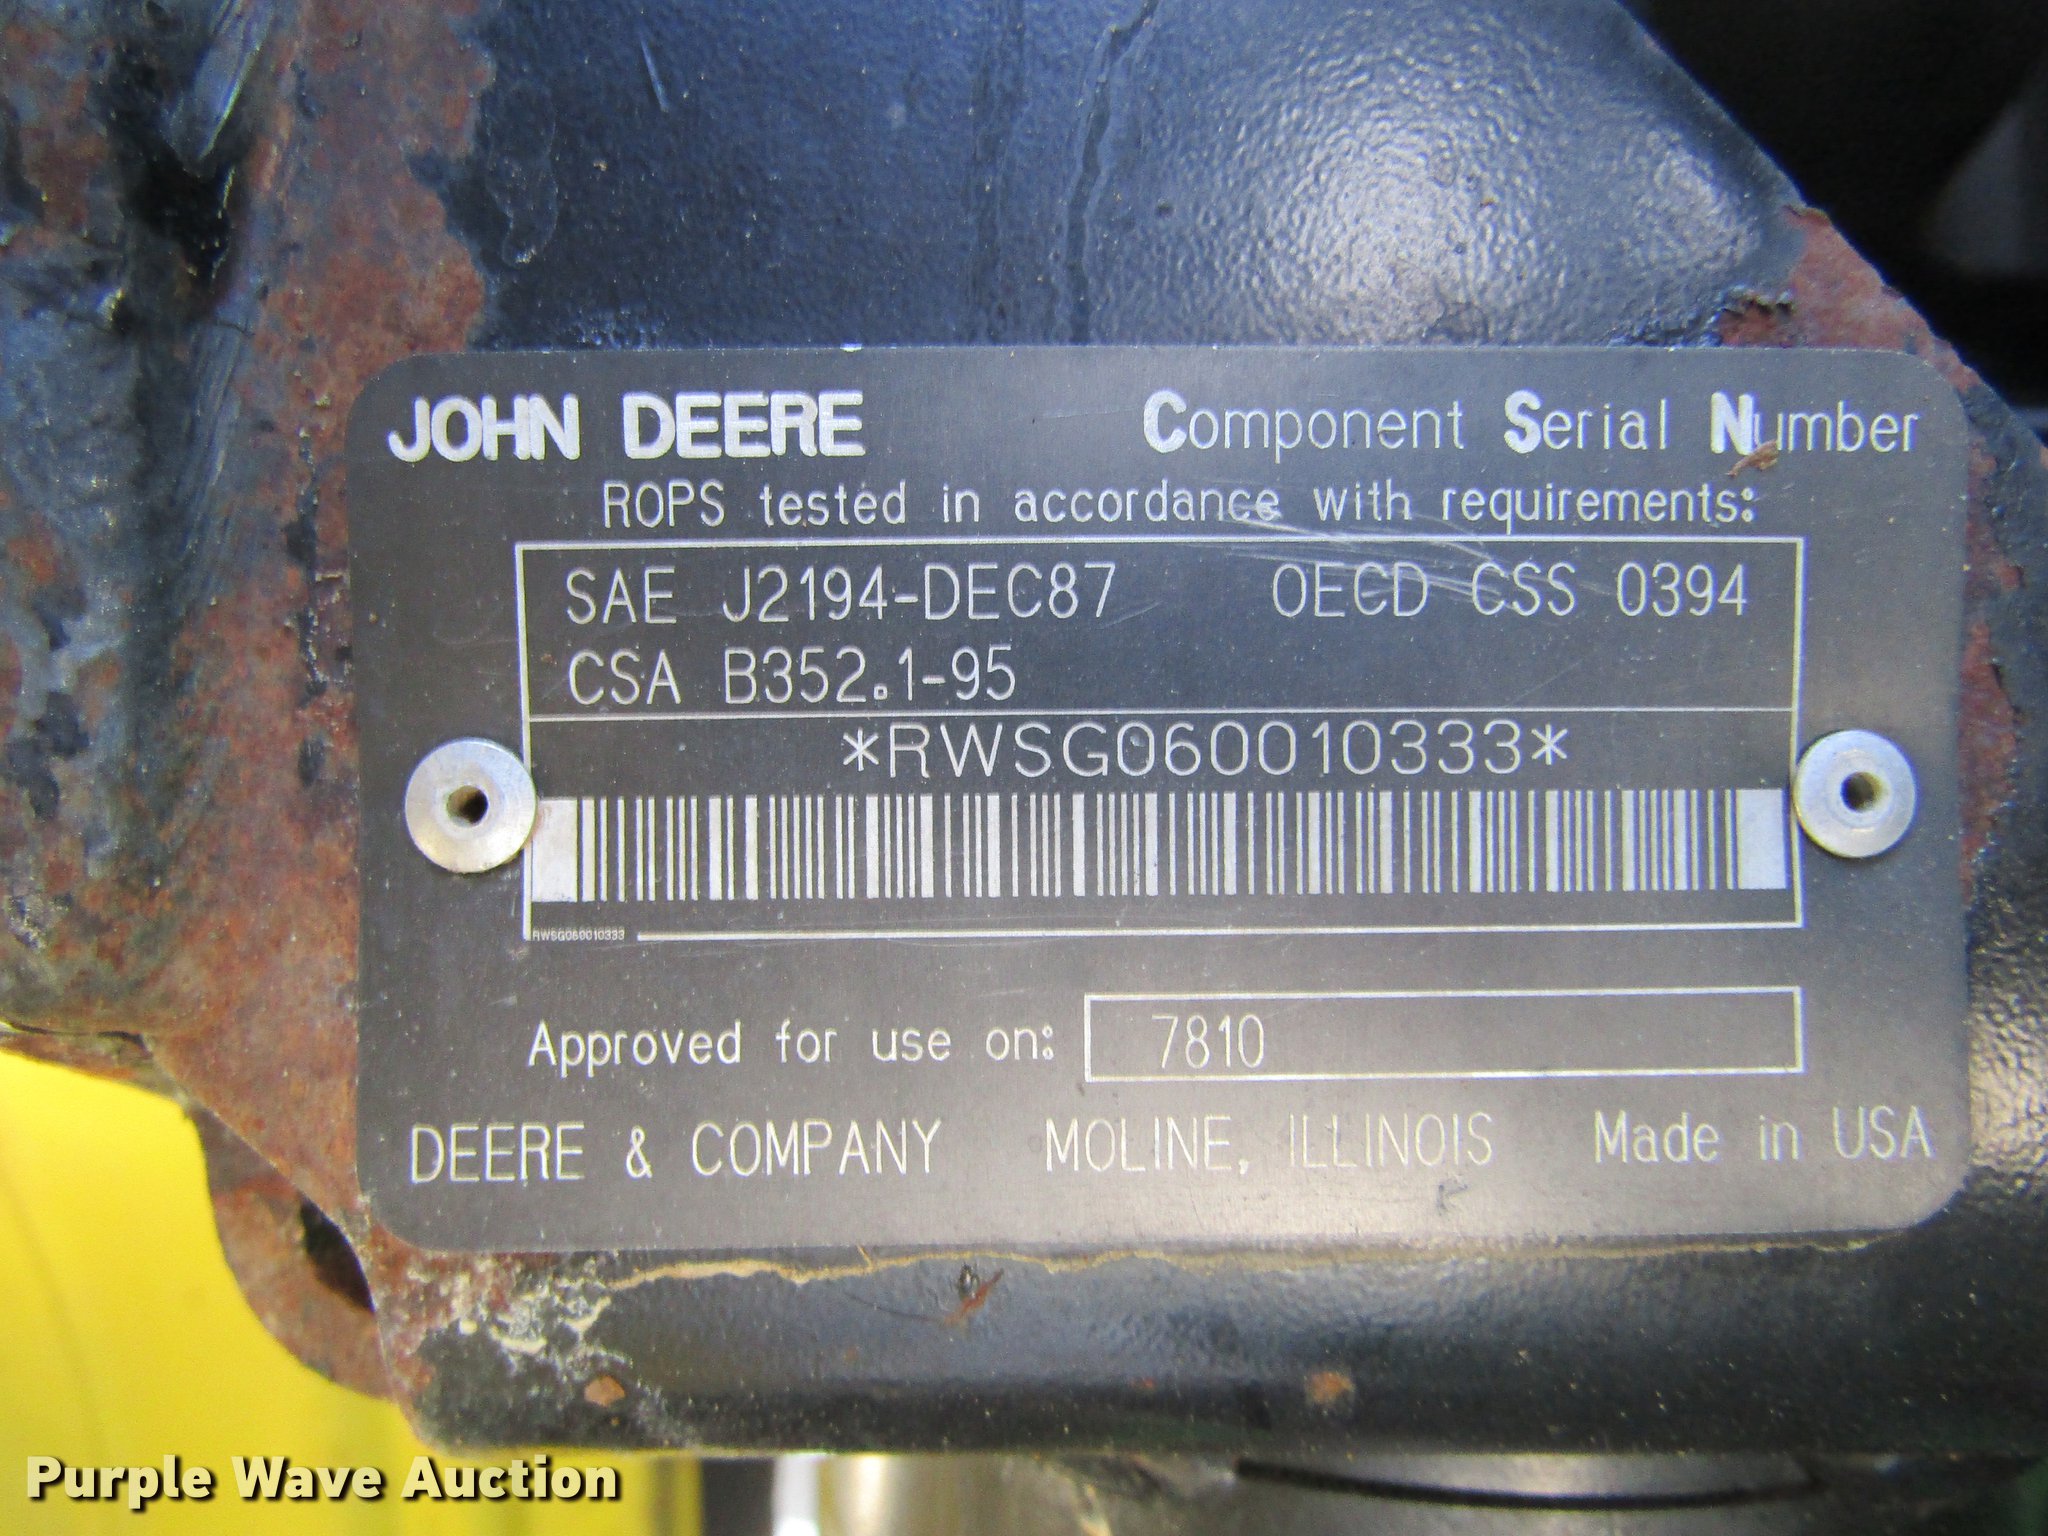 JOHN DEERE Component Serial Number
ROPS tested in accordance with requirements:
SAE J2194-DEC87 OECD CSS 0394
CSA B352.1-95
*RWSG060010333*
RWSG060010333
Approved for use on: 7810
DEERE & COMPANY MOLINE, ILLINOIS Made in USA
Purple Wave Auction